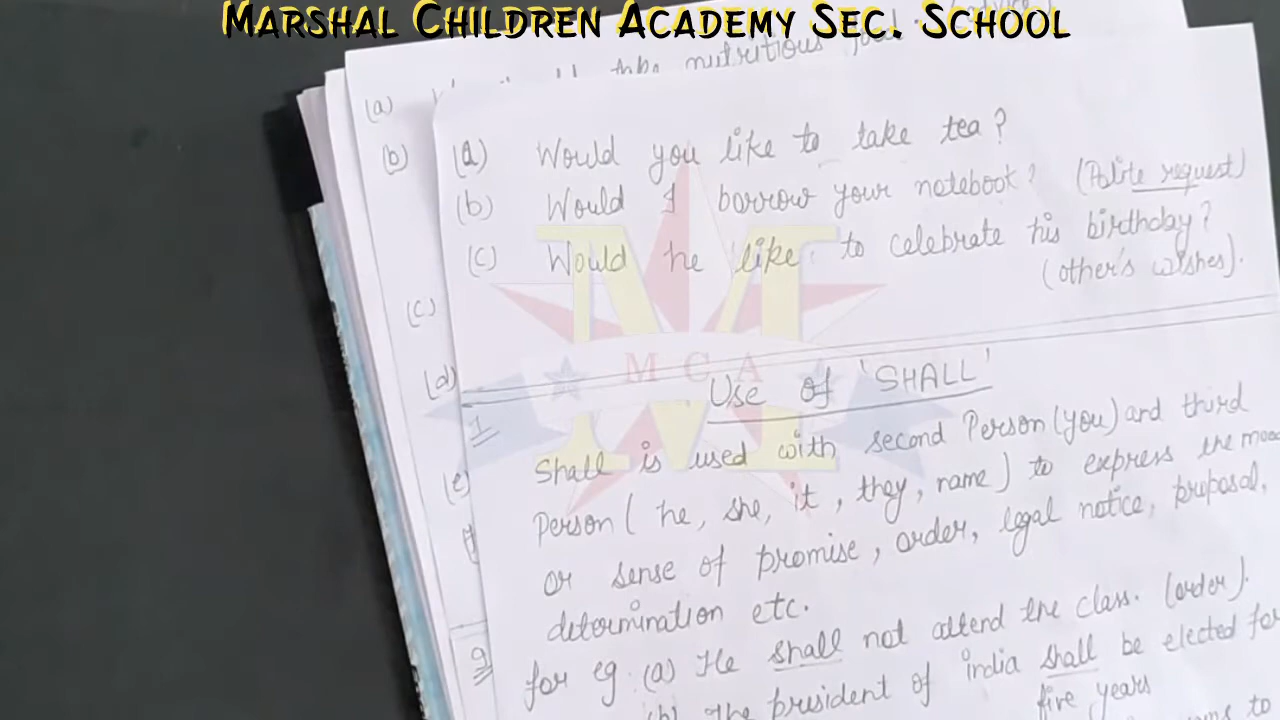 MARSHAL CHILDREN ACADEMY SEC. SCHOOL
nutritious
(a)
(b) (a) Would you like to take tea?
(b) Would I borrow your notebook? (Polite request)
(c) Would he like to celebrate his birthday?
(other's wishes).
(c)
M C A
(d)
Use of 'SHALL'
1 Shall is used with second Person (you) and third
Person ( he, she, it, they, name) to express the
(e)
or sense of promise, order, legal notice, proposal,
determination etc.
for eg: (a) He shall not attend the class. (order).
(b) The president of india shall be elected for
five years
to